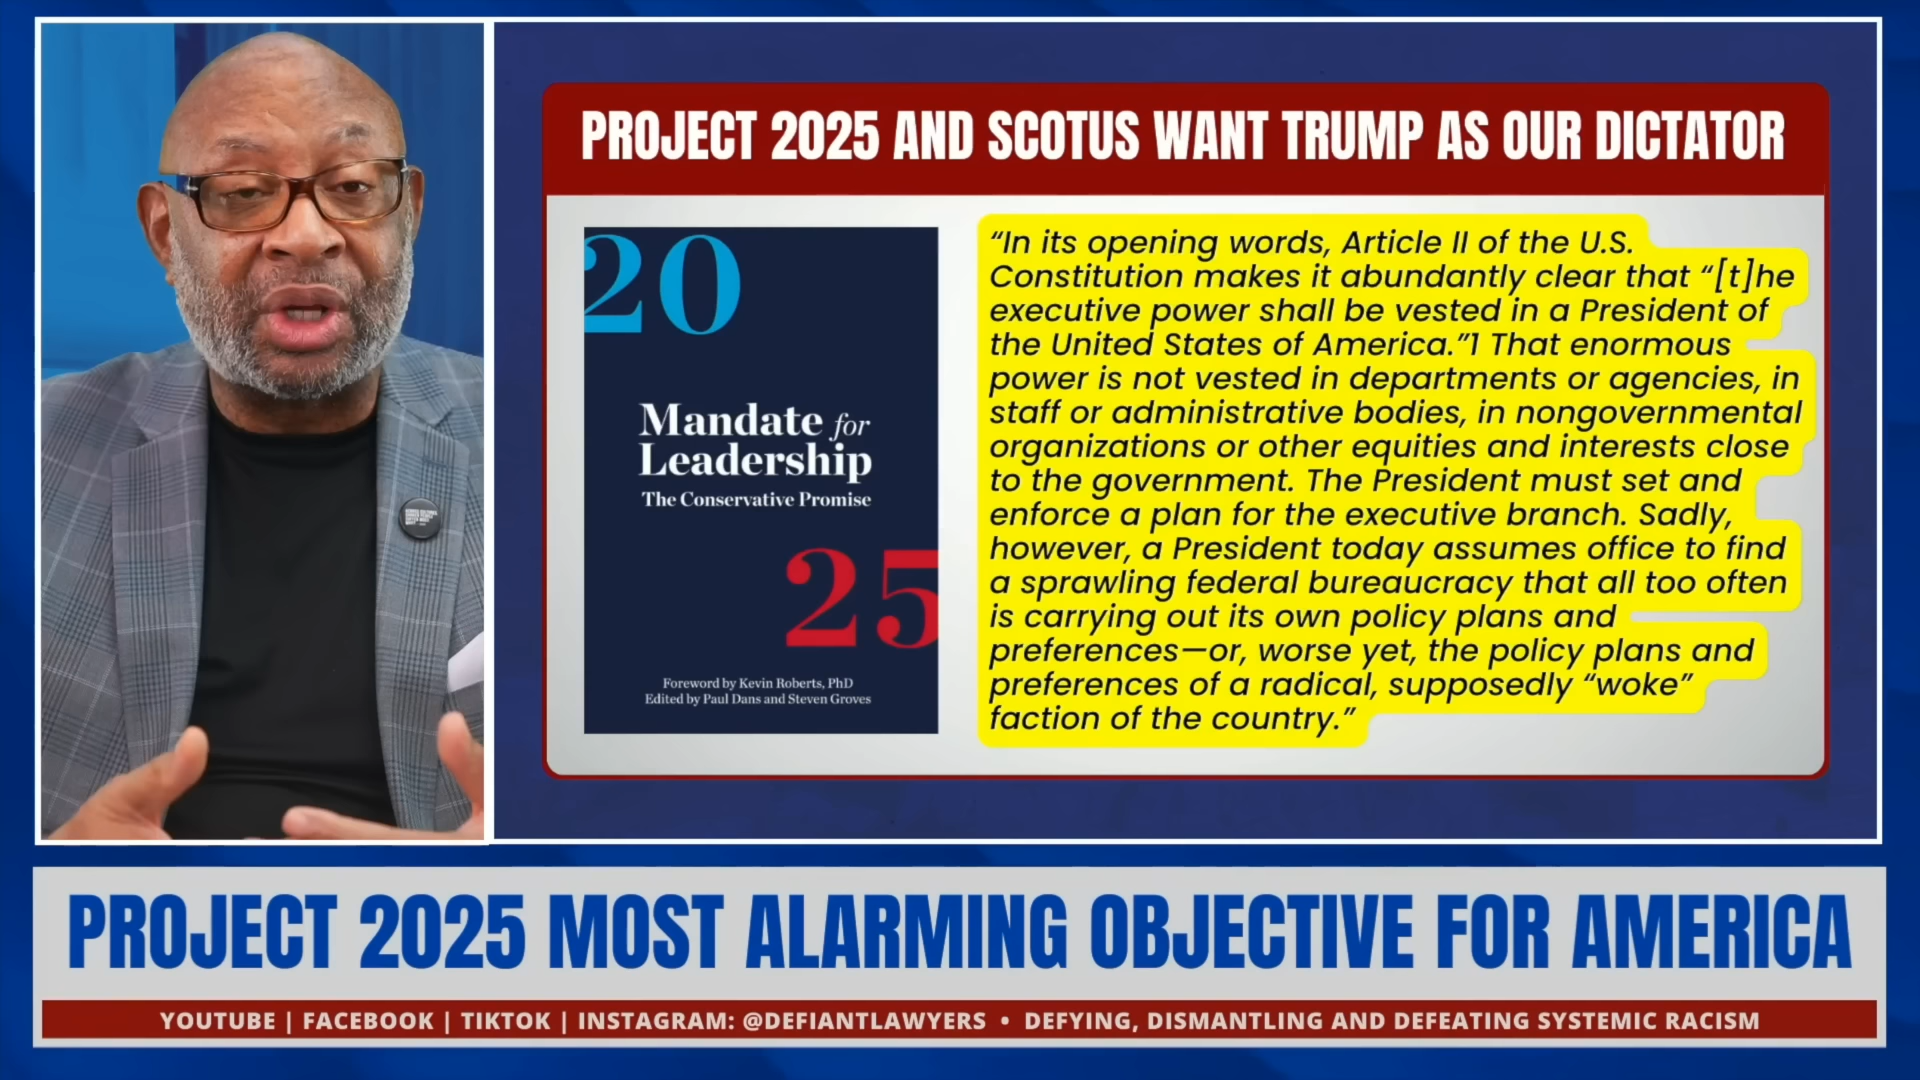 PROJECT 2025 AND SCOTUS WANT TRUMP AS OUR DICTATOR
20
Mandate for
Leadership
The Conservative Promise
25
Foreword by Kevin Roberts, PhD
Edited by Paul Dans and Steven Groves
“In its opening words, Article II of the U.S.
Constitution makes it abundantly clear that “[t]he
executive power shall be vested in a President of
the United States of America.”1 That enormous
power is not vested in departments or agencies, in
staff or administrative bodies, in nongovernmental
organizations or other equities and interests close
to the government. The President must set and
enforce a plan for the executive branch. Sadly,
however, a President today assumes office to find
a sprawling federal bureaucracy that all too often
is carrying out its own policy plans and
preferences—or, worse yet, the policy plans and
preferences of a radical, supposedly “woke”
faction of the country.”
PROJECT 2025 MOST ALARMING OBJECTIVE FOR AMERICA
YOUTUBE | FACEBOOK | TIKTOK | INSTAGRAM: @DEFIANTLAWYERS • DEFYING, DISMANTLING AND DEFEATING SYSTEMIC RACISM